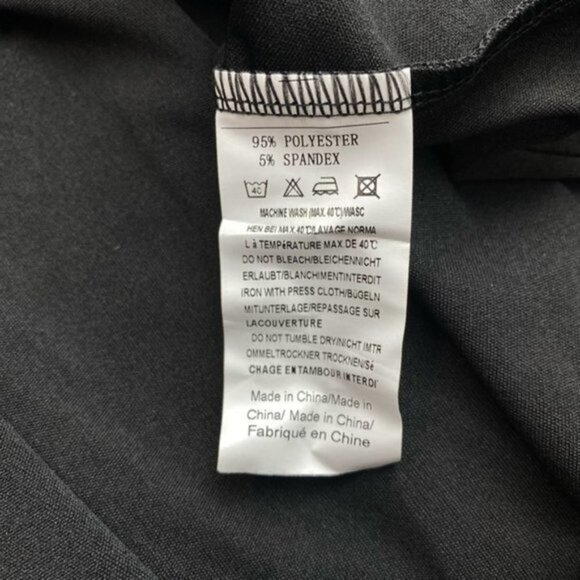 95% POLYESTER
5% SPANDEX
40
MACHINE WASH (MAX. 40℃)/WASC
HEN BEI MAX.40℃/LAVAGE NORMA
L à TEMPéRATURE MAX.DE 40℃
DO NOT BLEACH/BLEICHENNICHT
ERLAUBT/BLANCHIMENTINTERDIT
IRON WITH PRESS CLOTH/BüGELN
MITUNTERLAGE/REPASSAGE SUR
LACOUVERTURE
DO NOT TUMBLE DRY/NICHT IMTR
OMMELTROCKNER TROCKNEN/Sé
CHAGE EN TAMBOUR INTERDI'
Made in China/Made in
China/ Made in China/
Fabriqué en Chine